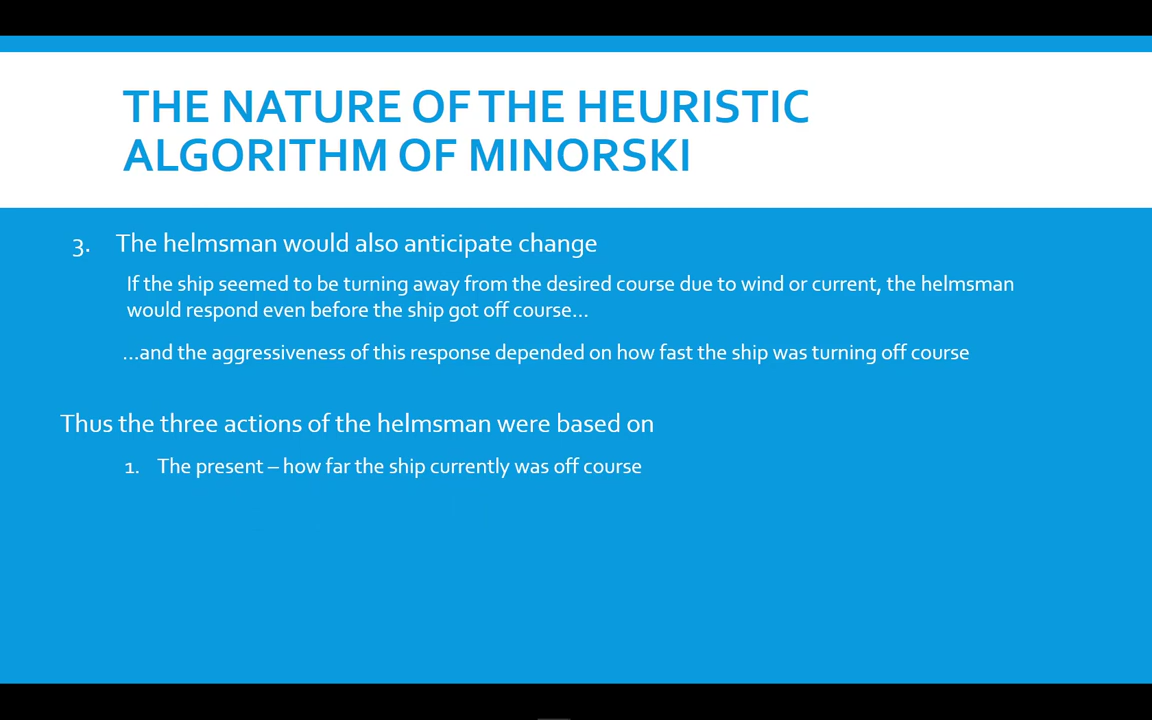 THE NATURE OF THE HEURISTIC
ALGORITHM OF MINORSKI
3. The helmsman would also anticipate change
If the ship seemed to be turning away from the desired course due to wind or current, the helmsman
would respond even before the ship got off course...
...and the aggressiveness of this response depended on how fast the ship was turning off course
Thus the three actions of the helmsman were based on
1. The present – how far the ship currently was off course